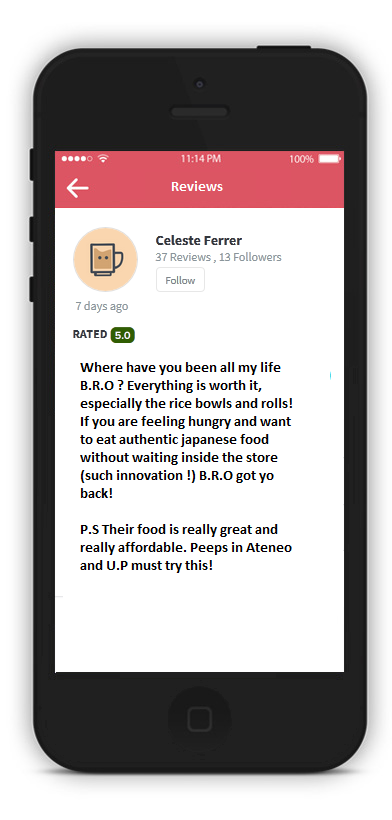 11:14 PM 100%
Reviews
Celeste Ferrer
37 Reviews , 13 Followers
Follow
7 days ago
RATED 5.0
Where have you been all my life
B.R.O ? Everything is worth it,
especially the rice bowls and rolls!
If you are feeling hungry and want
to eat authentic japanese food
without waiting inside the store
(such innovation !) B.R.O got yo
back!
P.S Their food is really great and
really affordable. Peeps in Ateneo
and U.P must try this!